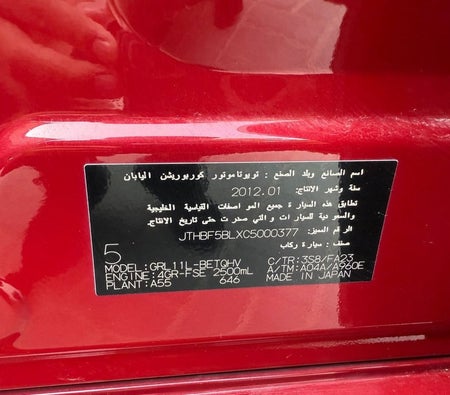 اسم الصانع وبلد الصنع : تويوتا موتور كوربوريشن اليابان
سنة وشهر الانتاج: 2012.01
تطابق هذه السيارة جميع المواصفات القياسية الخليجية
والسعودية للسيارات والتي صدرت حتى تاريخ الانتاج
الرقم المميز: JTHBF5BLXC5000377
صنف : سيارة ركاب
5
MODEL:GRL11L-BETQHV C/TR:3S8/FA23
ENGINE:4GR-FSE 2500mL A/TM:A04A/A960E
PLANT:A55 646 MADE IN JAPAN